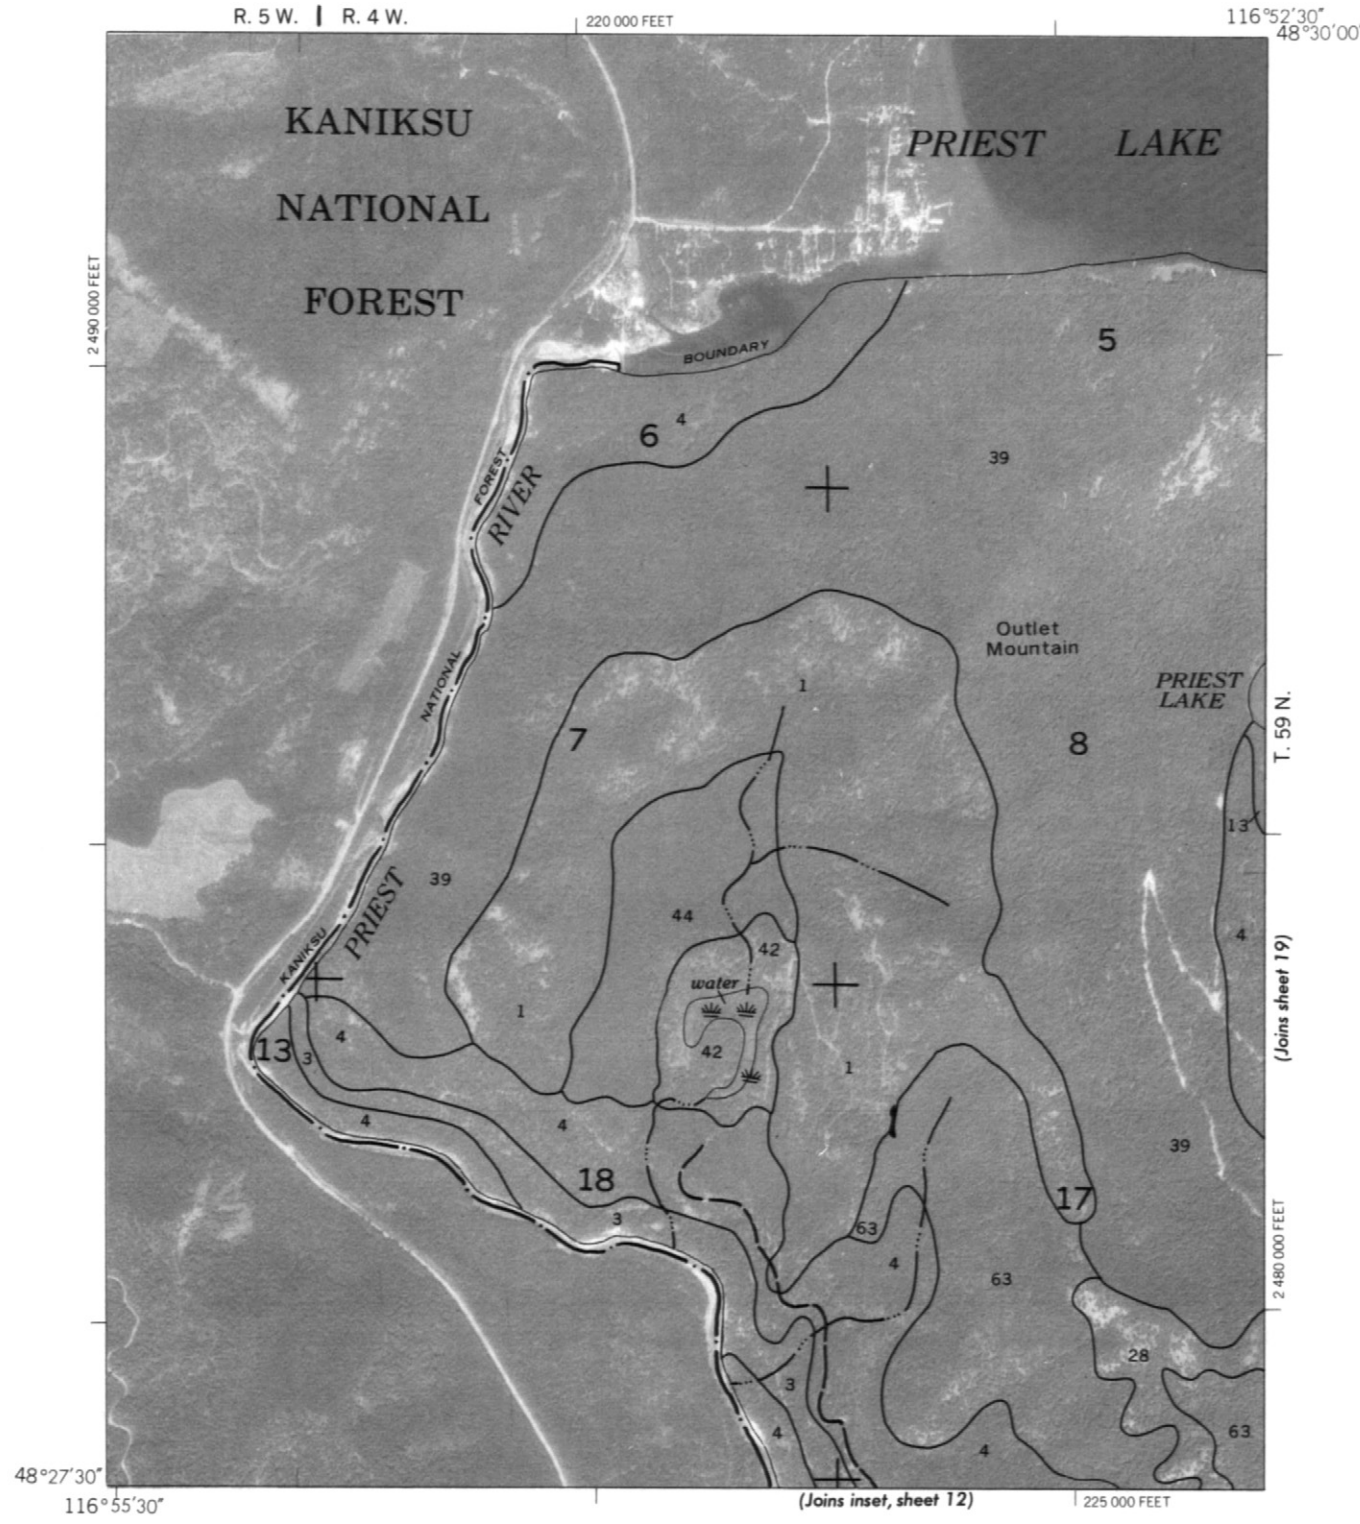 R. 5 W. | R. 4 W.
220 000 FEET
116°52'30"
48°30'00"
KANIKSU
NATIONAL
FOREST
PRIEST LAKE
2 490 000 FEET
5
BOUNDARY
4
6
39
FOREST
RIVER
Outlet
Mountain
NATIONAL
1
PRIEST
LAKE
T. 59 N.
7
8
13
39
PRIEST
44
42
4
KANIKSU
water
(Joins sheet 19)
1
4
13
3
42
1
4
4
39
18
17
3
63
4
63
2 480 000 FEET
28
3
4
63
4
48°27'30"
116°55'30"
(Joins inset, sheet 12)
225 000 FEET